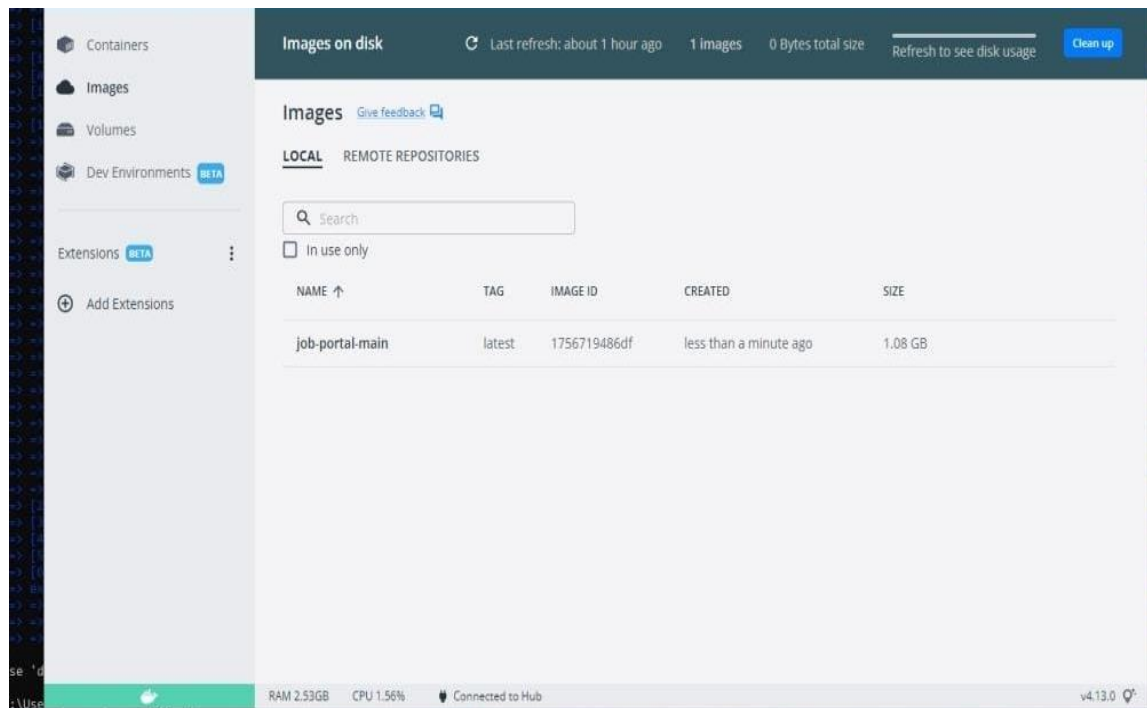 Containers
Images
Volumes
Dev Environments BETA
Extensions BETA
Add Extensions
Images on disk
Last refresh: about 1 hour ago
1 images
0 Bytes total size
Refresh to see disk usage
Clean up
Images Give feedback
LOCAL REMOTE REPOSITORIES
Search
In use only
NAME TAG IMAGE ID CREATED SIZE
job-portal-main latest 1756719486df less than a minute ago 1.08 GB
se 'd
:\Use
RAM 2.53GB CPU 1.56% Connected to Hub
v4.13.0